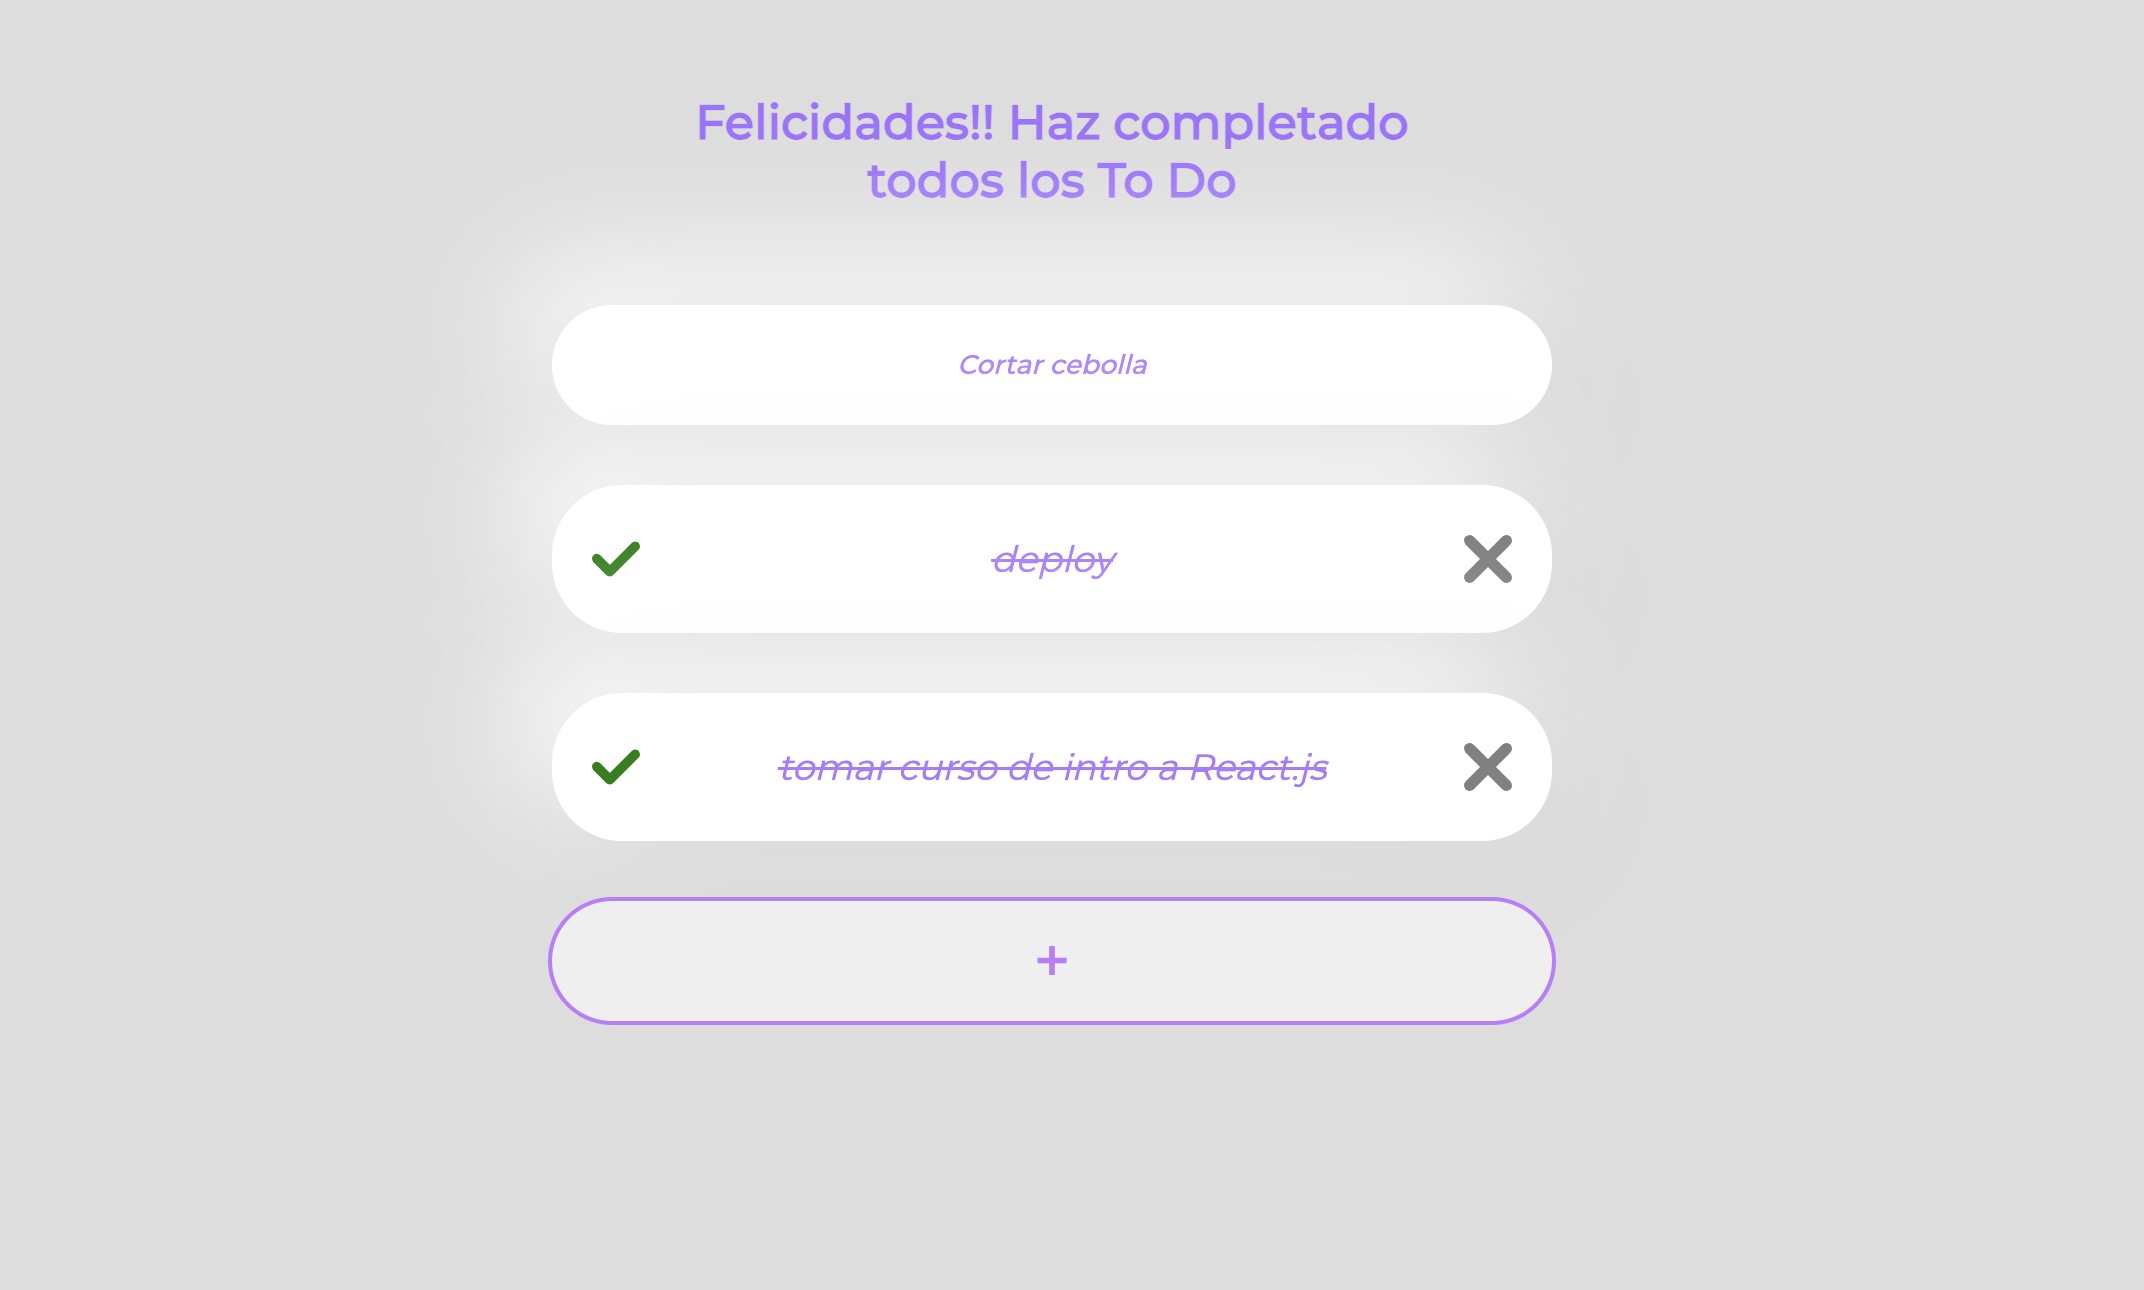 Felicidades!! Haz completado
todos los To Do
Cortar cebolla
deploy
tomar curso de intro a React.js
+